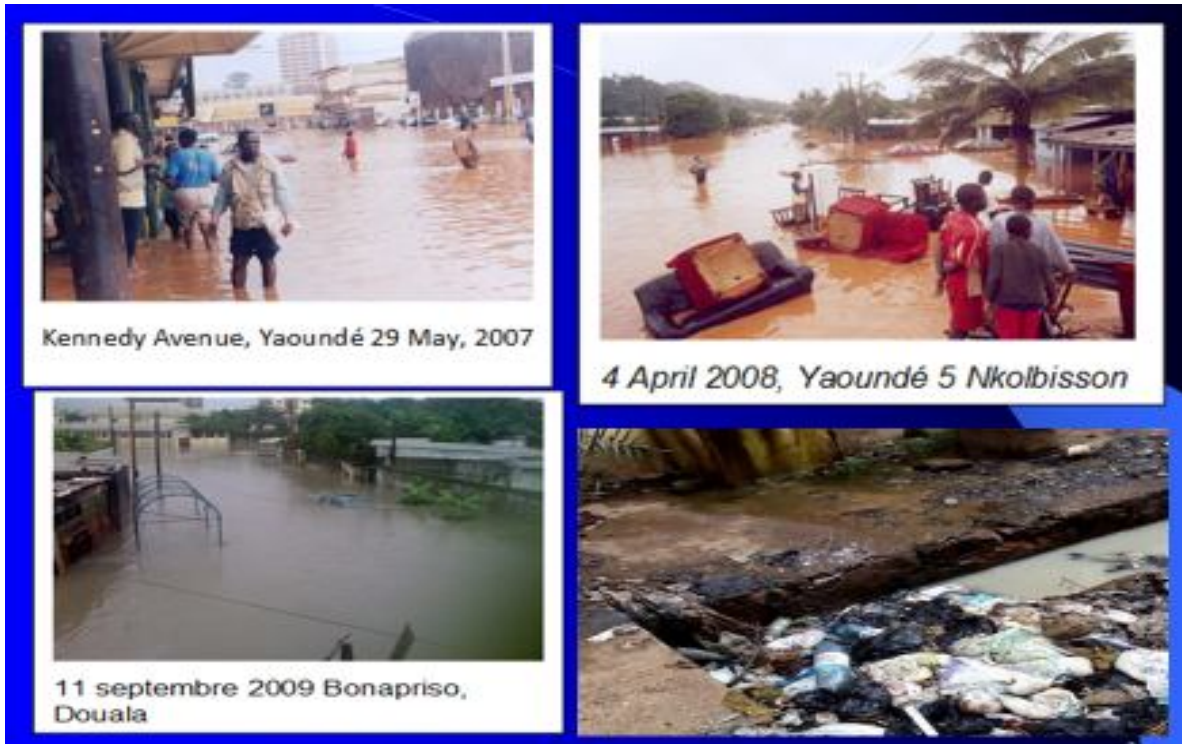 Kennedy Avenue, Yaoundé 29 May, 2007
4 April 2008, Yaoundé 5 Nkolbisson
11 septembre 2009 Bonapriso,
Douala